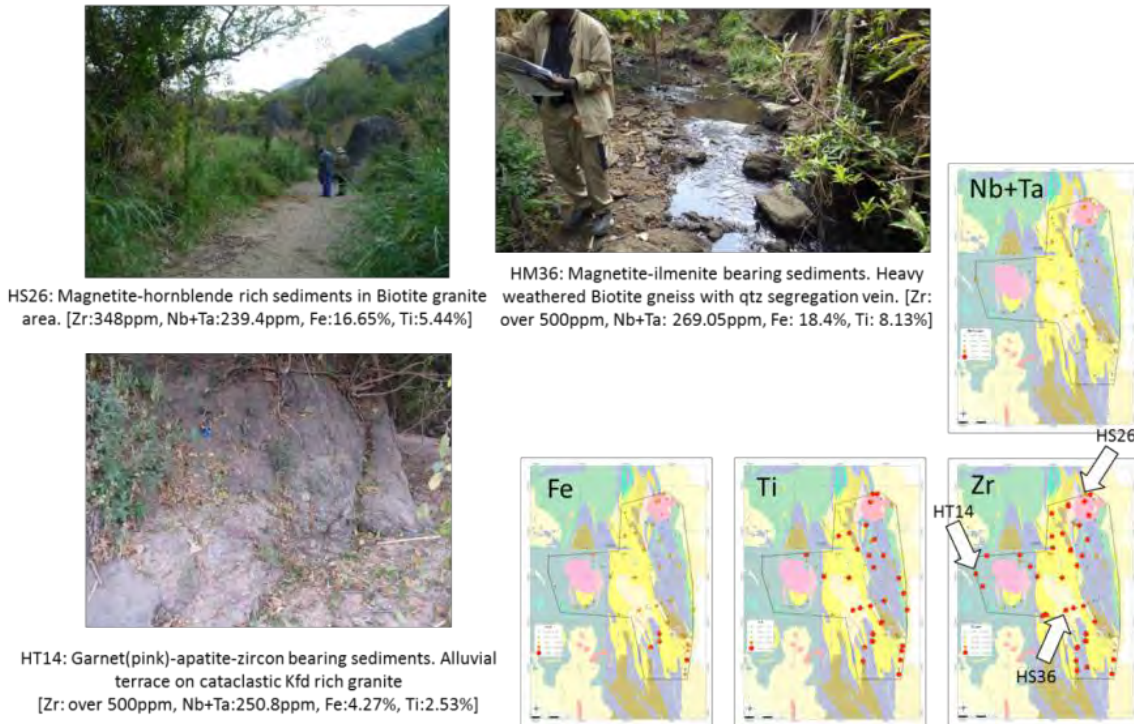 HS26: Magnetite-hornblende rich sediments in Biotite granite
area. [Zr:348ppm, Nb+Ta:239.4ppm, Fe:16.65%, Ti:5.44%]
HM36: Magnetite-ilmenite bearing sediments. Heavy
weathered Biotite gneiss with qtz segregation vein. [Zr:
over 500ppm, Nb+Ta: 269.05ppm, Fe: 18.4%, Ti: 8.13%]
HT14: Garnet(pink)-apatite-zircon bearing sediments. Alluvial
terrace on cataclastic Kfd rich granite
[Zr: over 500ppm, Nb+Ta:250.8ppm, Fe:4.27%, Ti:2.53%]
Nb+Ta
HS26
Fe
Ti
Zr
HT14
HS36